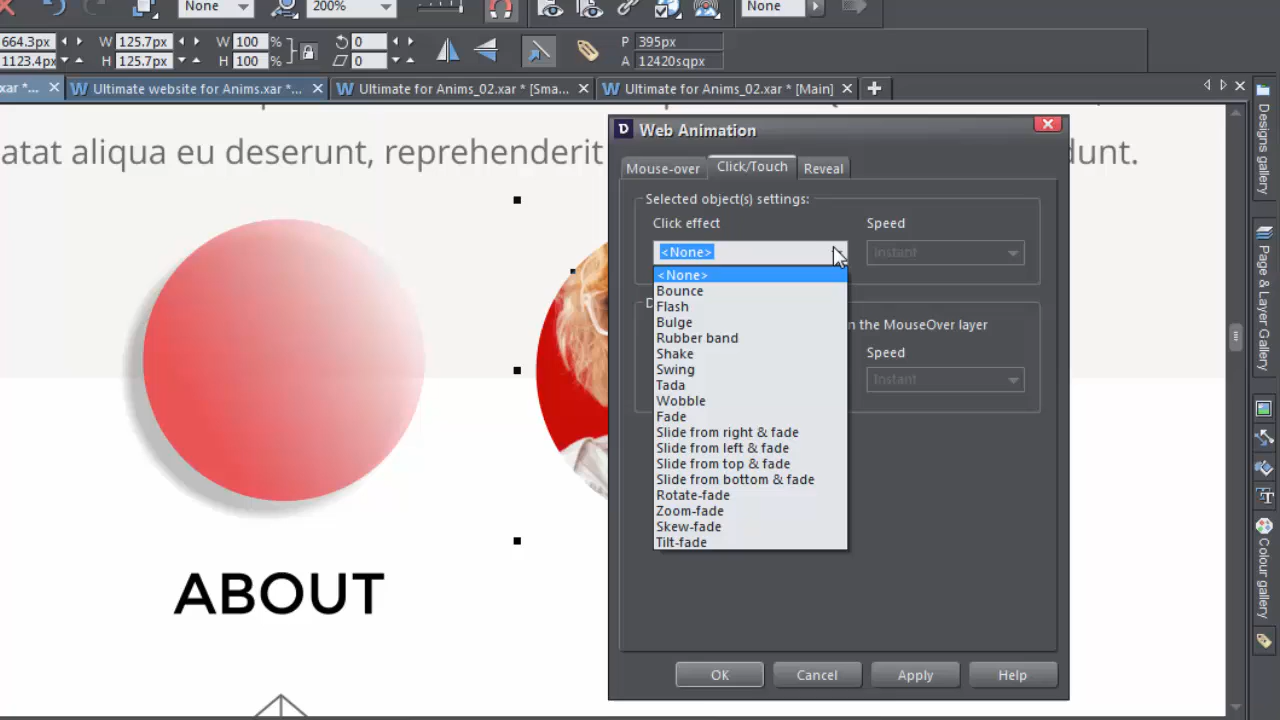 None
200%
None
664.3px
W 125.7px
W 100 %
0
P 395px
1123.4px
H 125.7px
H 100 %
0
A 12420sqpx
xar *...
Ultimate website for Anims.xar *...
Ultimate for Anims_02.xar * [Sma...
Ultimate for Anims_02.xar * [Main]
atat aliqua eu deserunt, reprehenderit
dunt.
ABOUT
Web Animation
Mouse-over
Click/Touch
Reveal
Selected object(s) settings:
Click effect
Speed
<None>
Instant
<None>
Bounce
Flash
Bulge
Rubber band
Shake
Swing
Tada
Wobble
Fade
Slide from right & fade
Slide from left & fade
Slide from top & fade
Slide from bottom & fade
Rotate-fade
Zoom-fade
Skew-fade
Tilt-fade
n the MouseOver layer
Speed
Instant
OK
Cancel
Apply
Help
Designs gallery
Page & Layer Gallery
Colour gallery